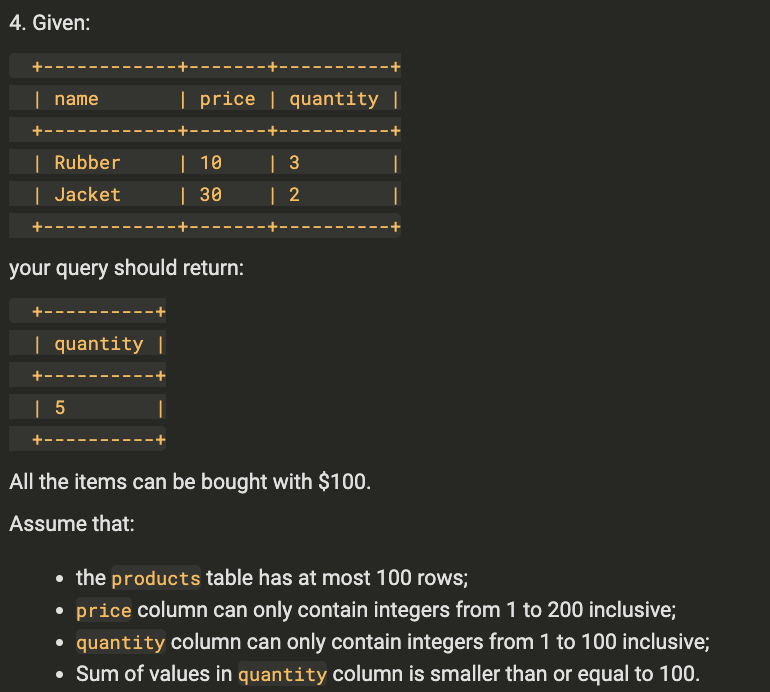 4. Given:
+------------+-------+----------+
| name       | price | quantity |
+------------+-------+----------+
| Rubber     | 10    | 3        |
| Jacket     | 30    | 2        |
+------------+-------+----------+
your query should return:
+----------+
| quantity |
+----------+
| 5        |
+----------+
All the items can be bought with $100.
Assume that:
• the products table has at most 100 rows;
• price column can only contain integers from 1 to 200 inclusive;
• quantity column can only contain integers from 1 to 100 inclusive;
• Sum of values in quantity column is smaller than or equal to 100.